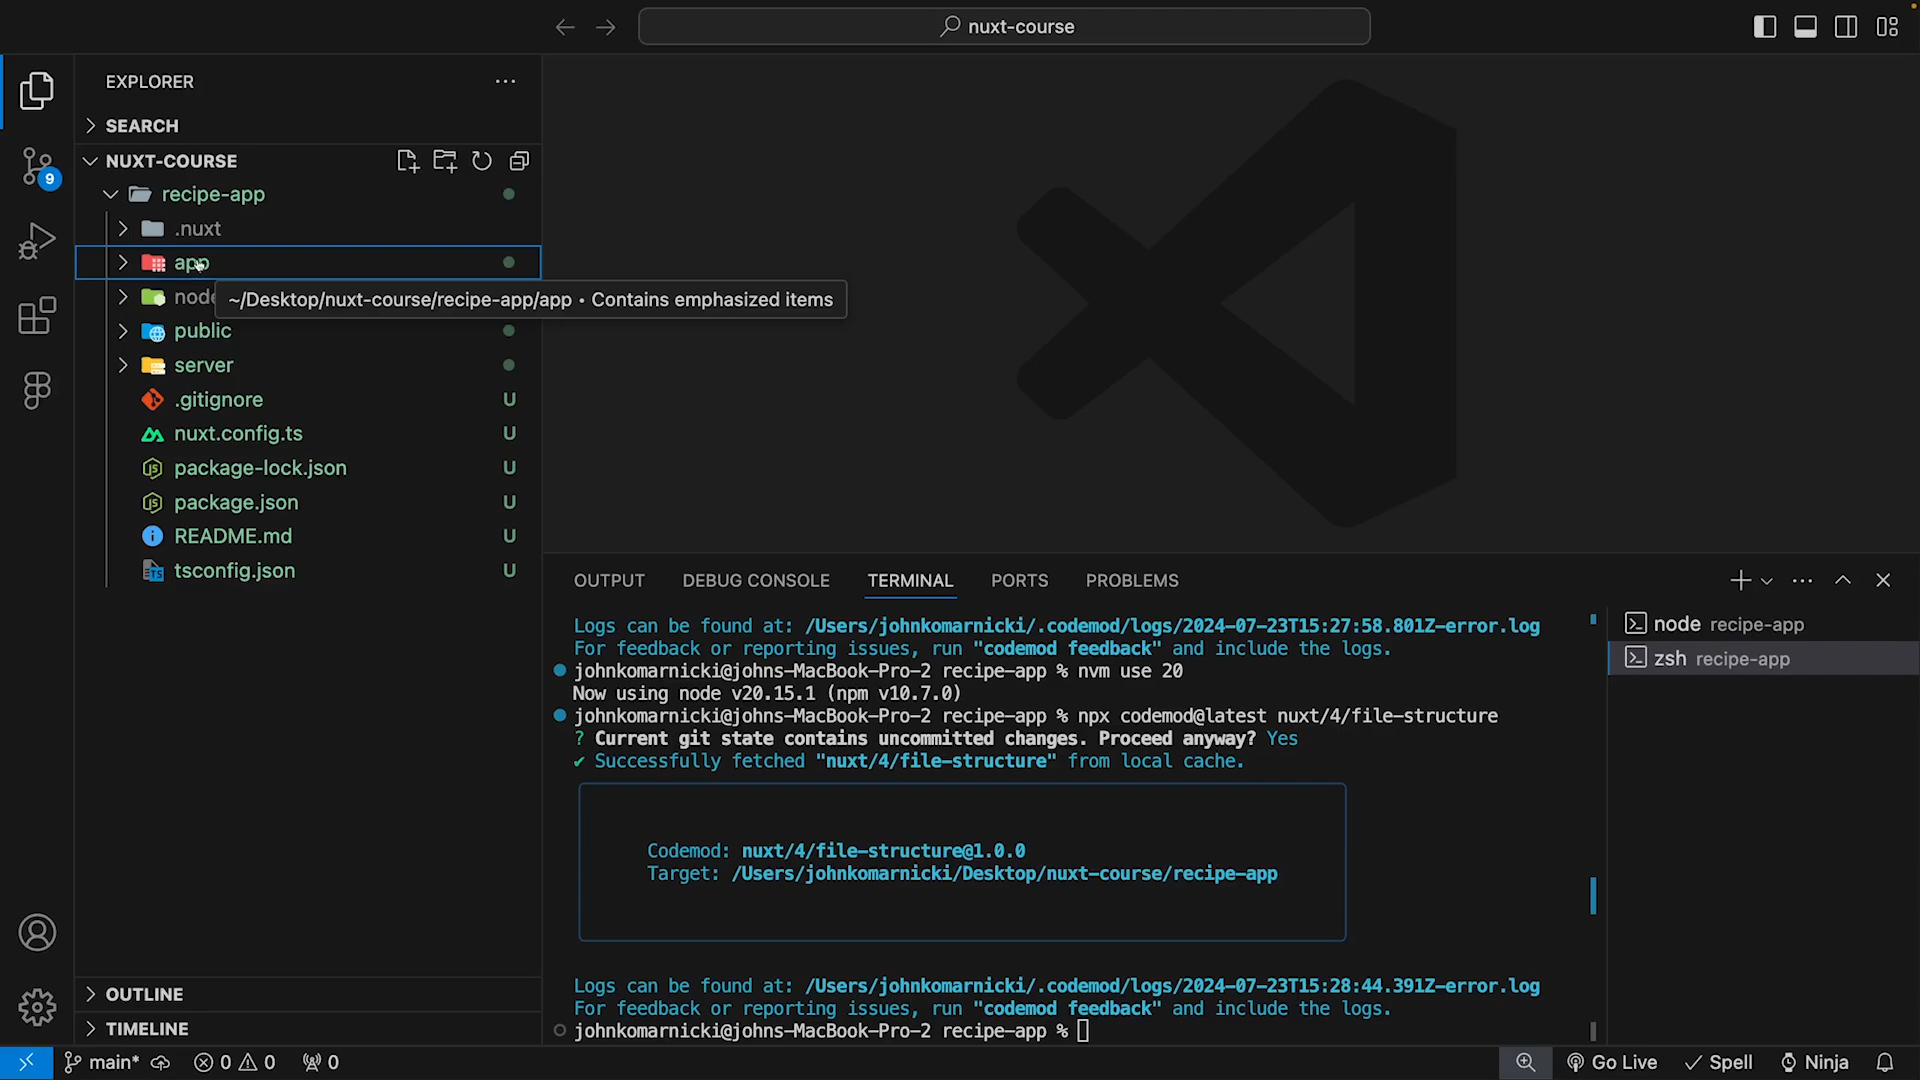 nuxt-course
EXPLORER
SEARCH
NUXT-COURSE
recipe-app
.nuxt
app
node
~/Desktop/nuxt-course/recipe-app/app • Contains emphasized items
public
server
.gitignore U
nuxt.config.ts U
package-lock.json U
package.json U
README.md U
tsconfig.json U
OUTLINE
TIMELINE
9
OUTPUT DEBUG CONSOLE TERMINAL PORTS PROBLEMS
Logs can be found at: /Users/johnkomarnicki/.codemod/logs/2024-07-23T15:27:58.801Z-error.log
For feedback or reporting issues, run "codemod feedback" and include the logs.
johnkomarnicki@johns-MacBook-Pro-2 recipe-app % nvm use 20
Now using node v20.15.1 (npm v10.7.0)
johnkomarnicki@johns-MacBook-Pro-2 recipe-app % npx codemod@latest nuxt/4/file-structure
? Current git state contains uncommitted changes. Proceed anyway? Yes
✔ Successfully fetched "nuxt/4/file-structure" from local cache.
Codemod: nuxt/4/file-structure@1.0.0
Target: /Users/johnkomarnicki/Desktop/nuxt-course/recipe-app
Logs can be found at: /Users/johnkomarnicki/.codemod/logs/2024-07-23T15:28:44.391Z-error.log
For feedback or reporting issues, run "codemod feedback" and include the logs.
johnkomarnicki@johns-MacBook-Pro-2 recipe-app %
node recipe-app
zsh recipe-app
main* 0 0 0 Go Live Spell Ninja